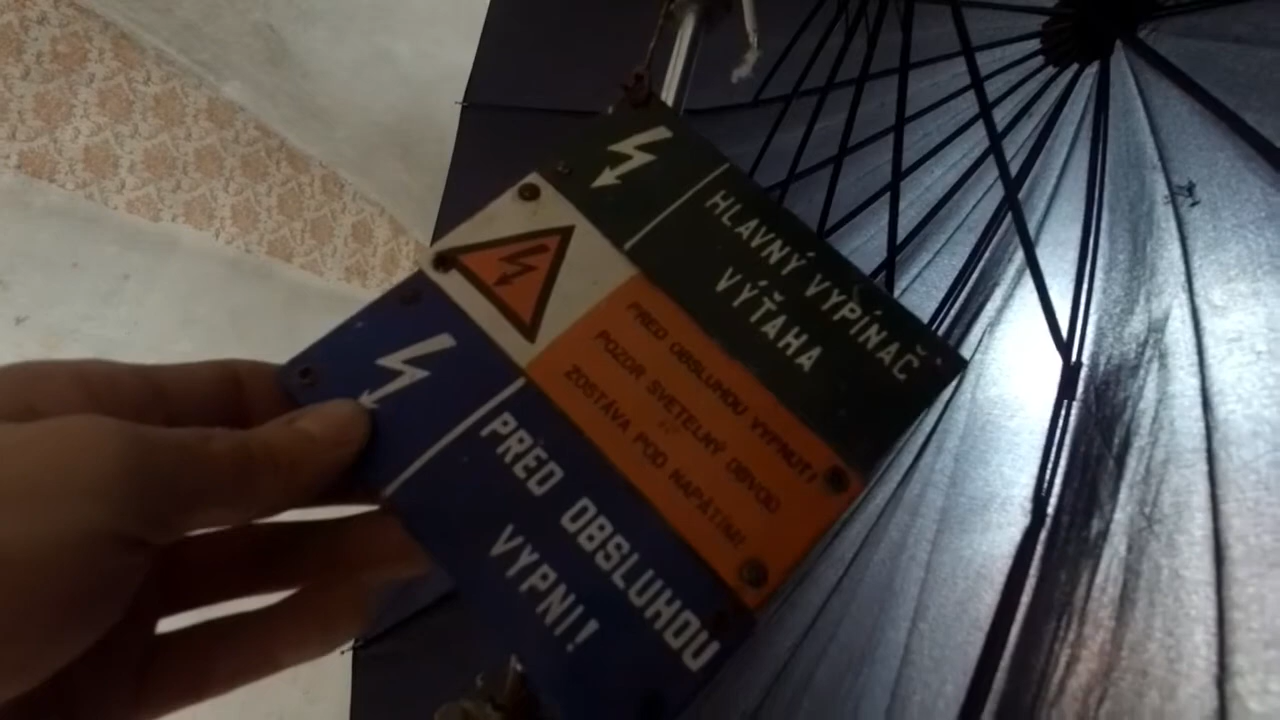 HLAVNÝ VYPÍNAČ
VÝŤAHA
PRED OBSLUHOU VYPNÚŤ!
POZOR SVETELNÝ OBVOD
ZOSTÁVA POD NAPÄTÍM!
PRED OBSLUHOU
VYPNI!